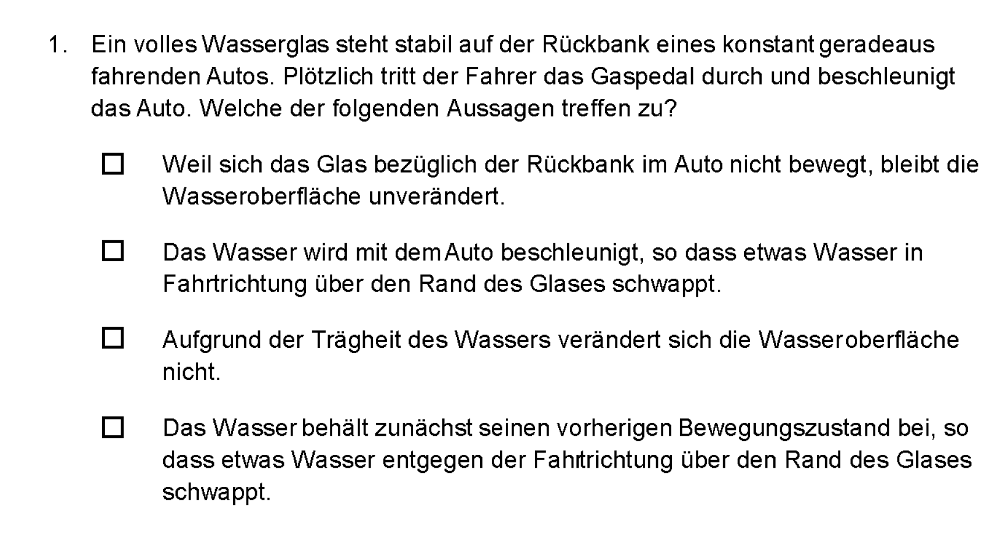 1. Ein volles Wasserglas steht stabil auf der Rückbank eines konstant geradeaus
fahrenden Autos. Plötzlich tritt der Fahrer das Gaspedal durch und beschleunigt
das Auto. Welche der folgenden Aussagen treffen zu?
Weil sich das Glas bezüglich der Rückbank im Auto nicht bewegt, bleibt die
Wasseroberfläche unverändert.
Das Wasser wird mit dem Auto beschleunigt, so dass etwas Wasser in
Fahrtrichtung über den Rand des Glases schwappt.
Aufgrund der Trägheit des Wassers verändert sich die Wasseroberfläche
nicht.
Das Wasser behält zunächst seinen vorherigen Bewegungszustand bei, so
dass etwas Wasser entgegen der Fahrtrichtung über den Rand des Glases
schwappt.